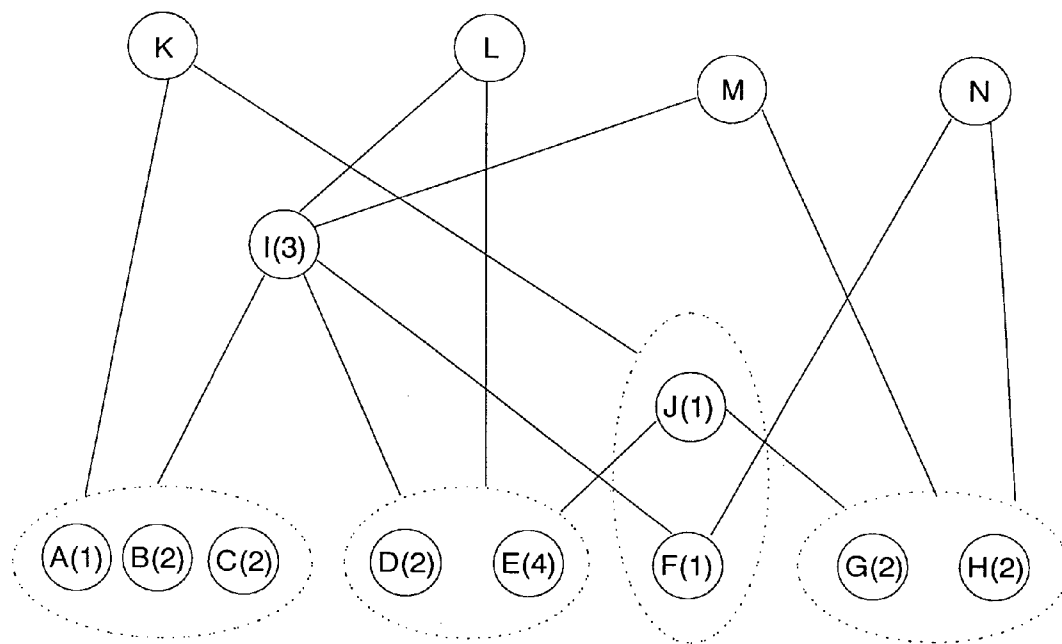 K
L
M
N
I(3)
J(1)
A(1) B(2) C(2)
D(2) E(4)
F(1)
G(2) H(2)